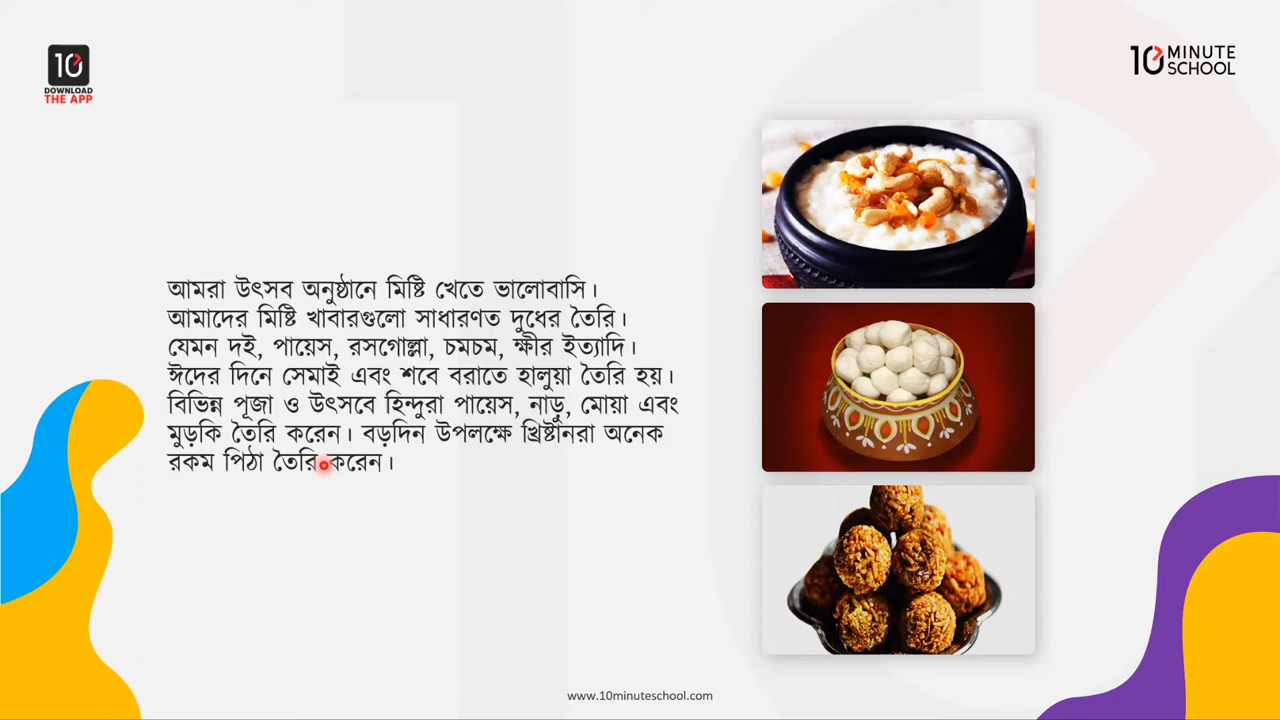 10
DOWNLOAD
THE APP
10 MINUTE
SCHOOL
আমরা উৎসব অনুষ্ঠানে মিষ্টি খেতে ভালোবাসি।
আমাদের মিষ্টি খাবারগুলো সাধারণত দুধের তৈরি।
যেমন দই, পায়েস, রসগোল্লা, চমচম, ক্ষীর ইত্যাদি।
ঈদের দিনে সেমাই এবং শবে বরাতে হালুয়া তৈরি হয়।
বিভিন্ন পূজা ও উৎসবে হিন্দুরা পায়েস, নাড়ু, মোয়া এবং
মুড়কি তৈরি করেন। বড়দিন উপলক্ষে খ্রিষ্টানরা অনেক
রকম পিঠা তৈরি করেন।
www.10minuteschool.com